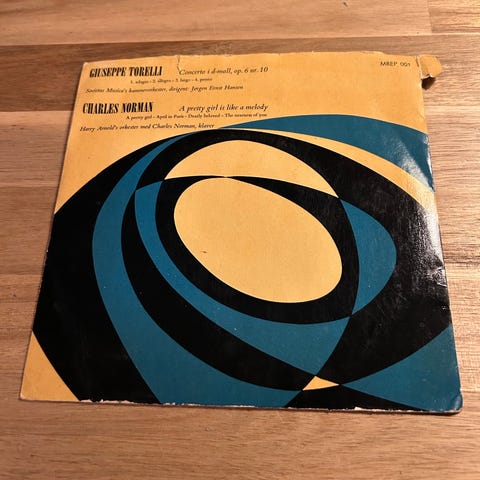 MREP 001
GIUSEPPE TORELLI Concerto i d-moll, op. 6 nr. 10
1. adagio - 2. allegro - 3. largo - 4. presto
Societas Musica's kammerorkester, dirigent: Jørgen Ernst Hansen
CHARLES NORMAN A pretty girl is like a melody
A pretty girl - April in Paris - Dearly beloved - The nearness of you
Harry Arnold's orkester med Charles Norman, klaver